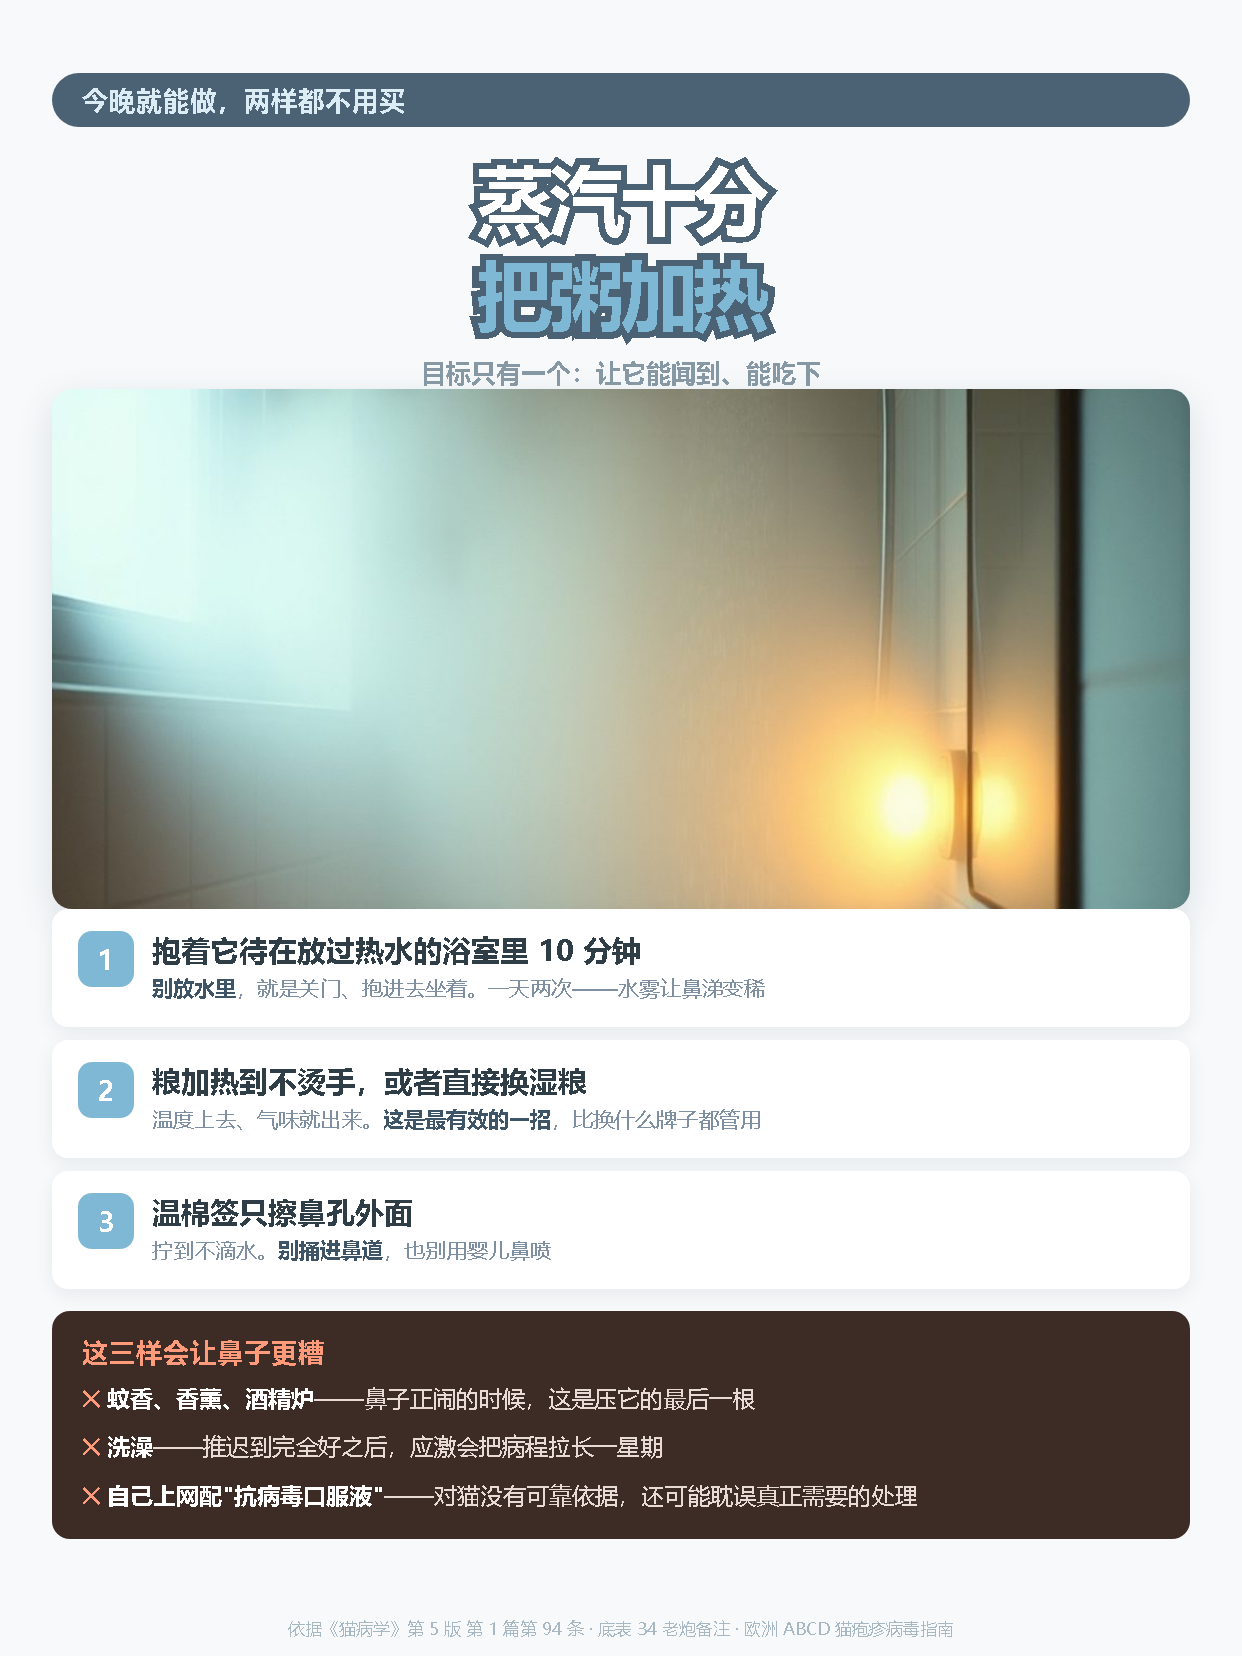 今晚就能做，两样都不用买
蒸汽十分
把粥加热
目标只有一个：让它能闻到、能吃下
1
抱着它待在放过热水的浴室里 10 分钟
别放水里，就是关门、抱进去坐着。一天两次——水雾让鼻涕变稀
2
粮加热到不烫手，或者直接换湿粮
温度上去、气味就出来。这是最有效的一招，比换什么牌子都管用
3
温棉签只擦鼻孔外面
拧到不滴水。别捅进鼻道，也别用婴儿鼻喷
这三样会让鼻子更糟
× 蚊香、香薰、酒精炉——鼻子正闹的时候，这是压它的最后一根
× 洗澡——推迟到完全好之后，应激会把病程拉长一星期
× 自己上网配"抗病毒口服液"——对猫没有可靠依据，还可能耽误真正需要的处理
依据《猫病学》第 5 版 第 1 篇第 94 条 · 底表 34 老炮备注 · 欧洲 ABCD 猫疱疹病毒指南